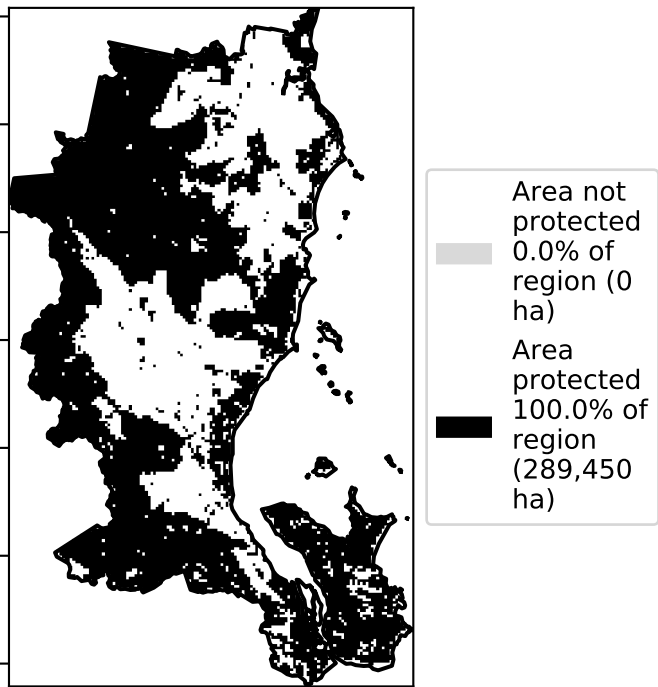 Area not
protected
0.0% of
region (0
ha)
Area
protected
100.0% of
region
(289,450
ha)